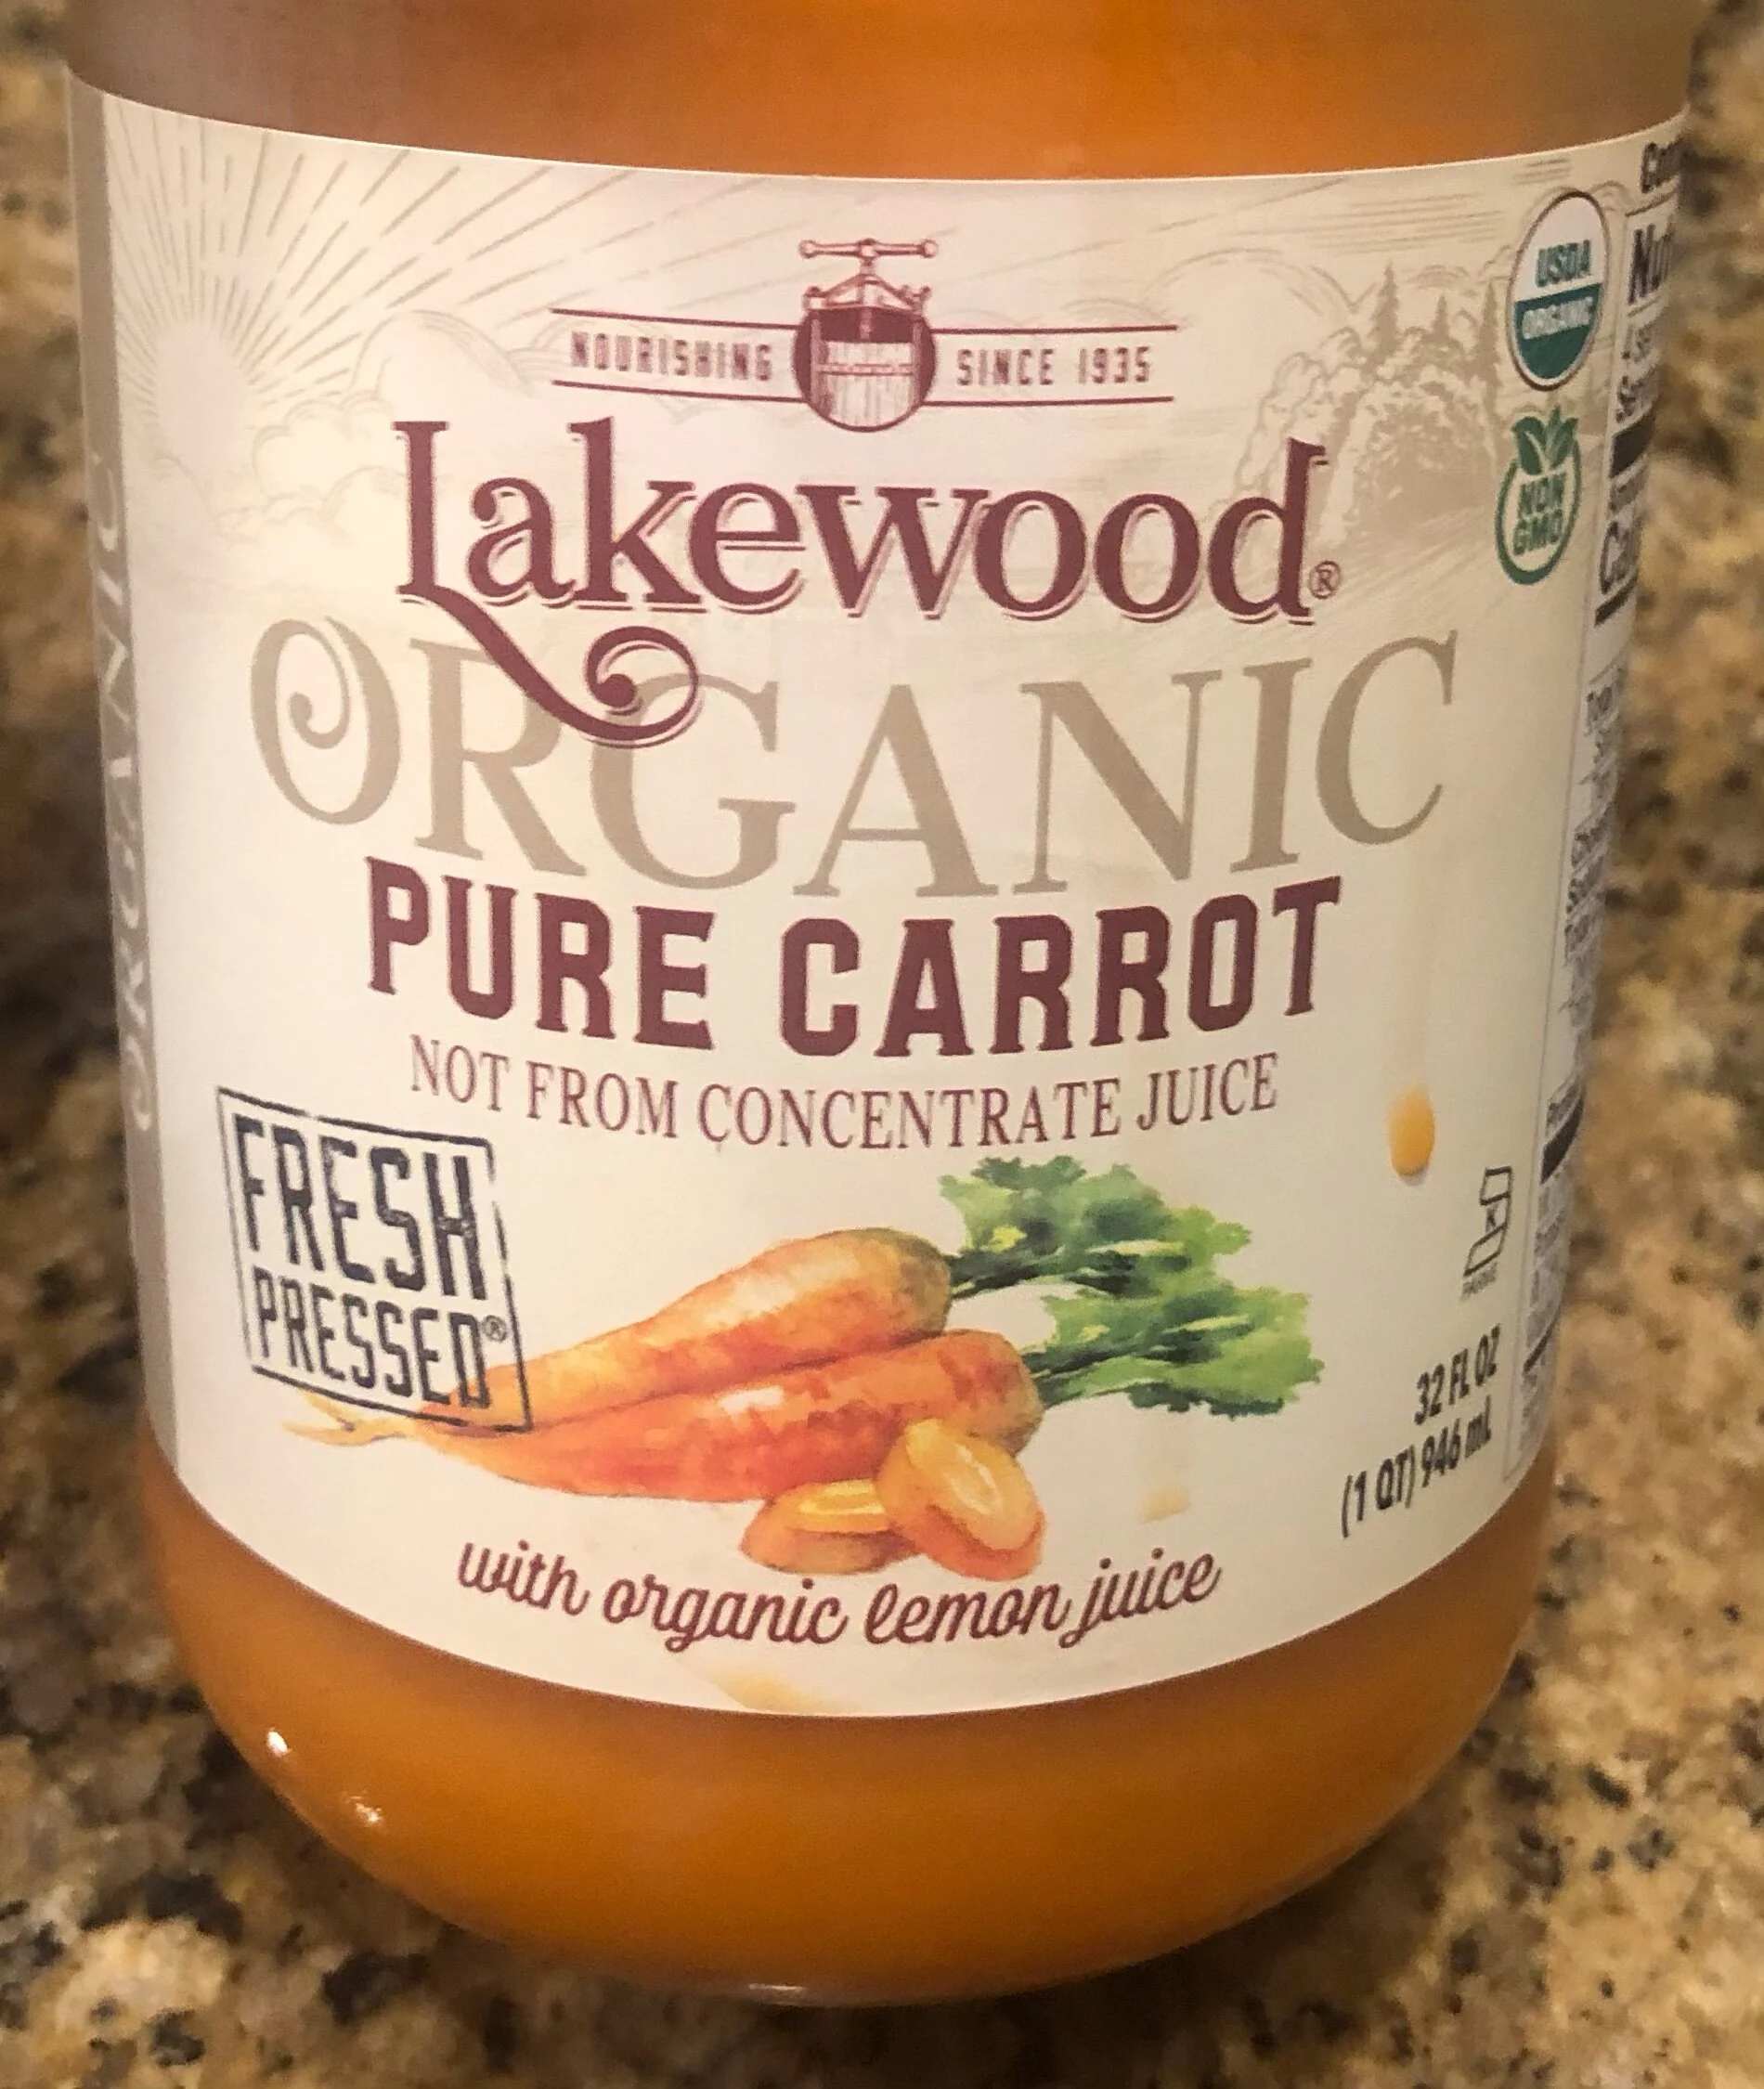 NOURISHING SINCE 1935
Lakewood®
ORGANIC
PURE CARROT
NOT FROM CONCENTRATE JUICE
FRESH
PRESSED®
with organic lemon juice
32 FL OZ
(1 QT) 946 mL
USDA
ORGANIC
NON
GMO
ORGANIC